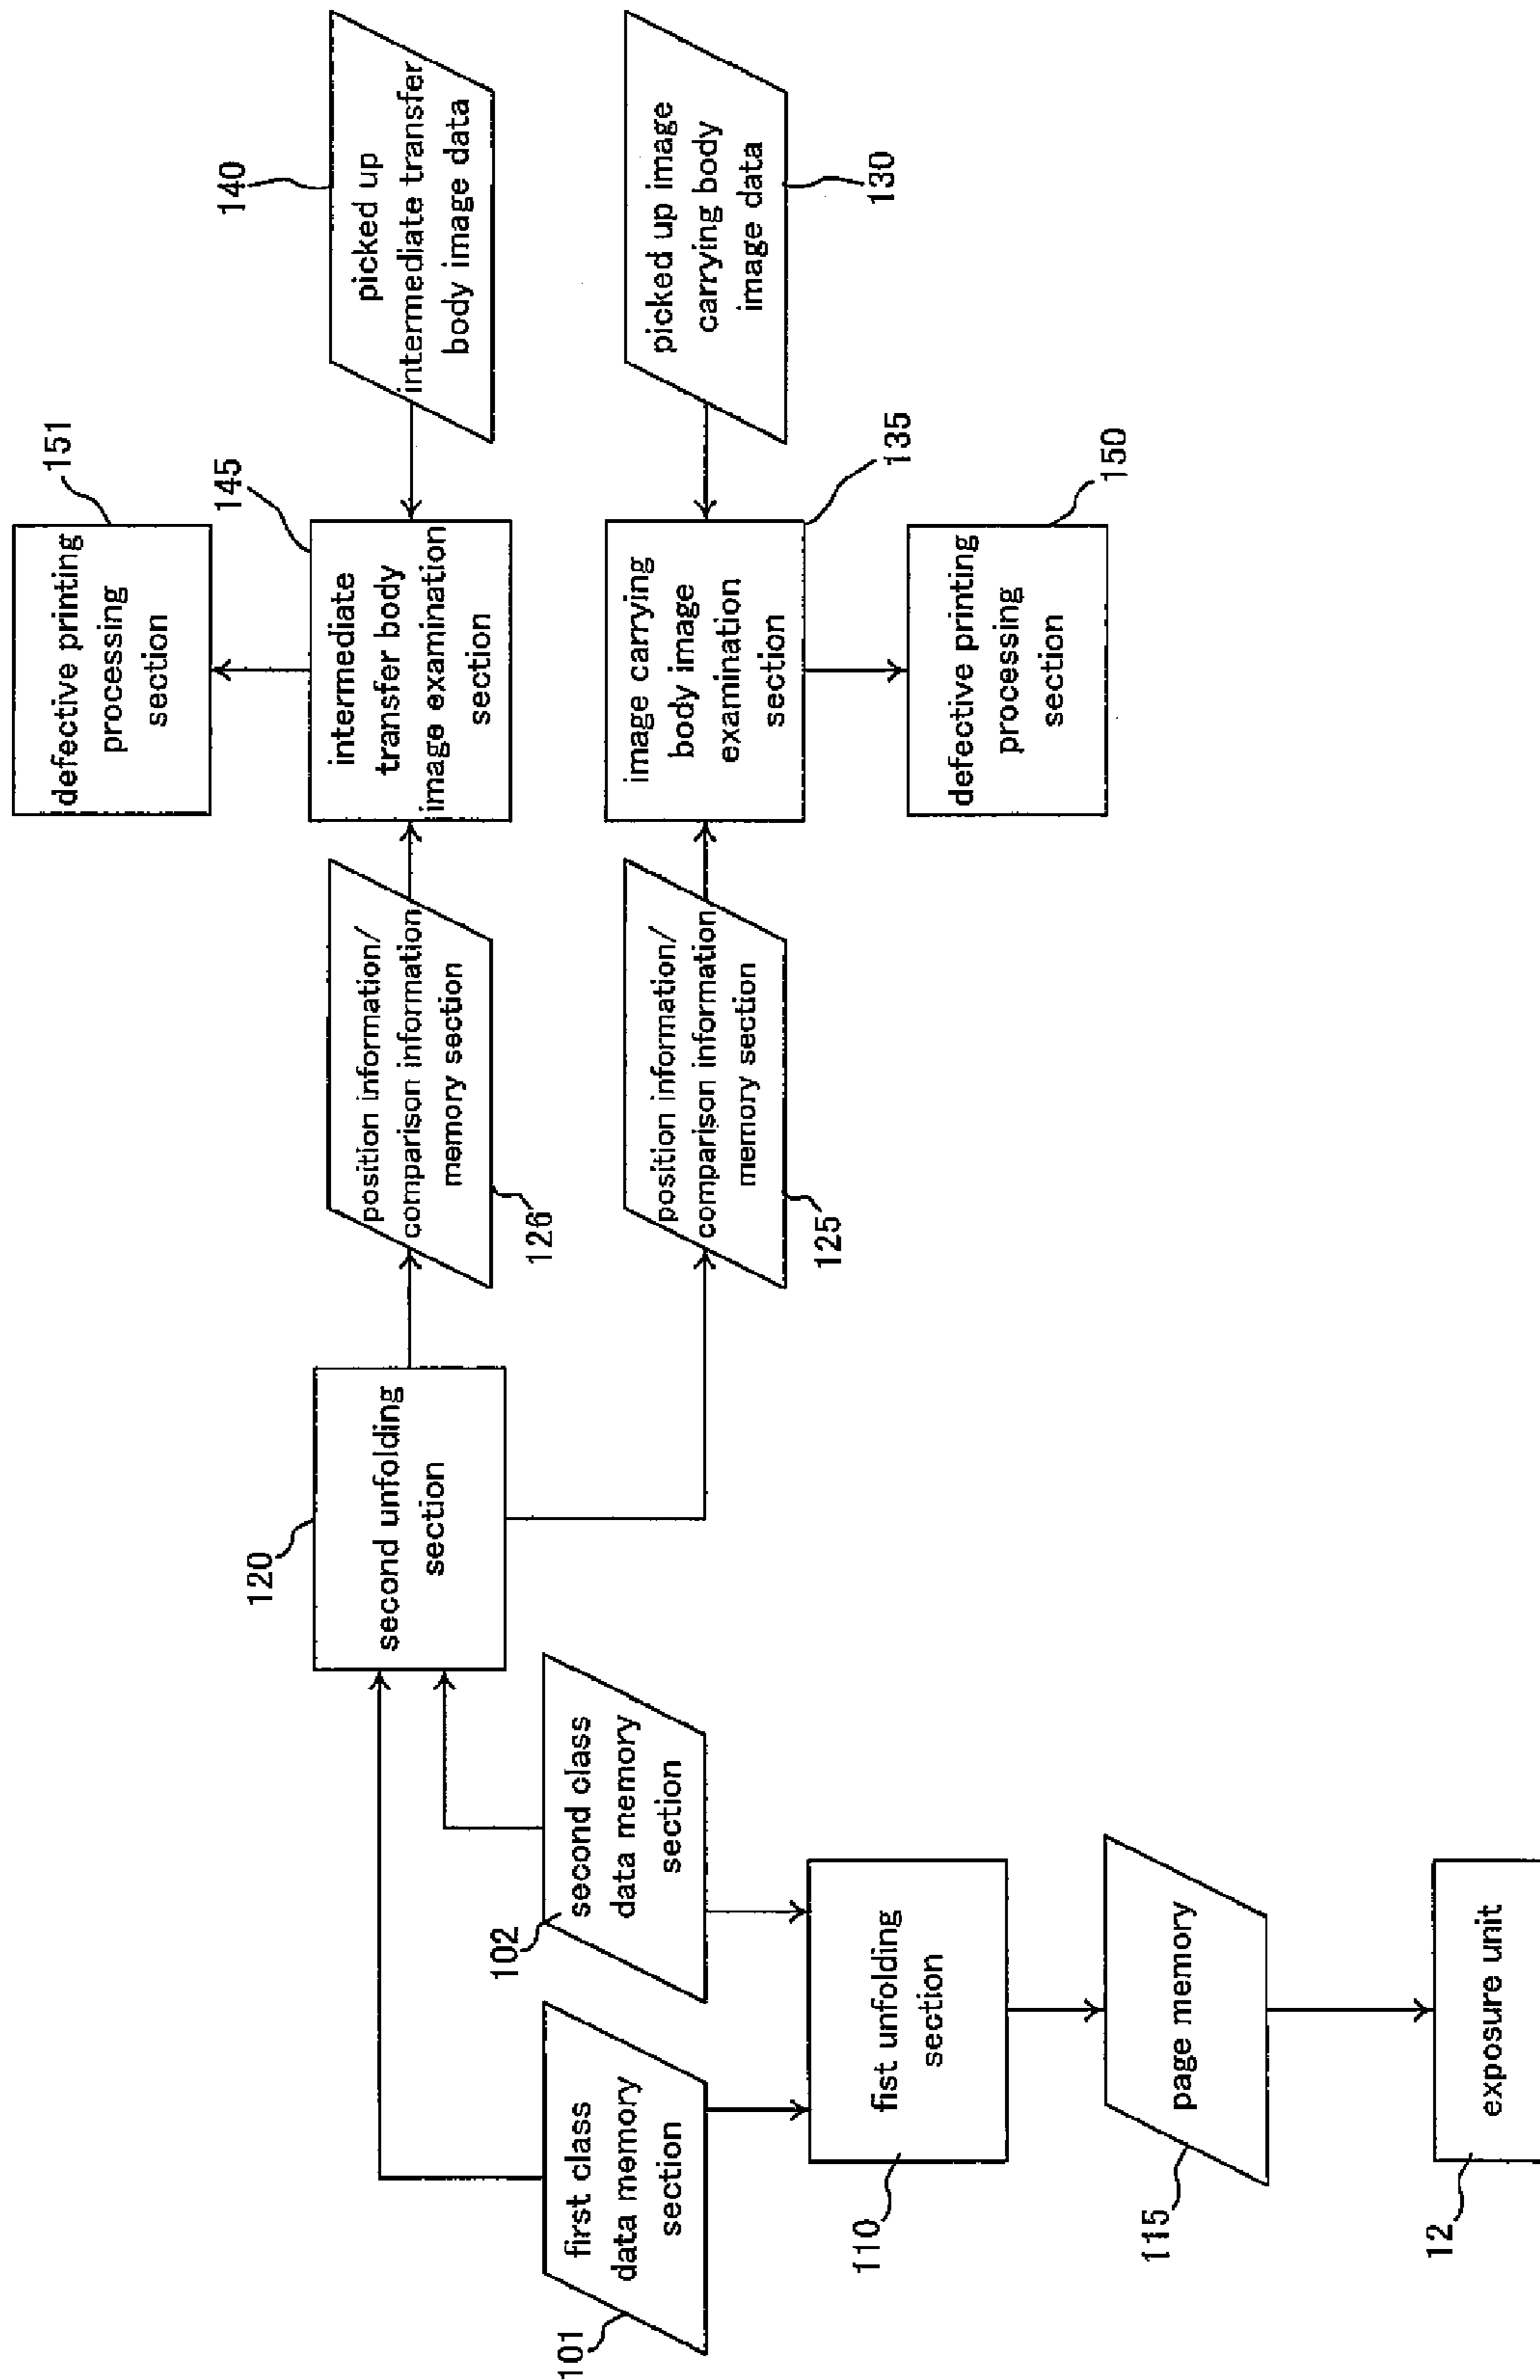 151
defective printing
processing
section
145
intermediate
transfer body
image examination
section
140
picked up
intermediate transfer
body image data
120
second unfolding
section
position information/
comparison information
memory section
126
101
first class
data memory
section
102
second class
data memory
section
position information/
comparison information
memory section
125
image carrying
body image
examination
section
135
picked up image
carrying body
image data
130
110
fist unfolding
section
defective printing
processing
section
150
115
page memory
12
exposure unit